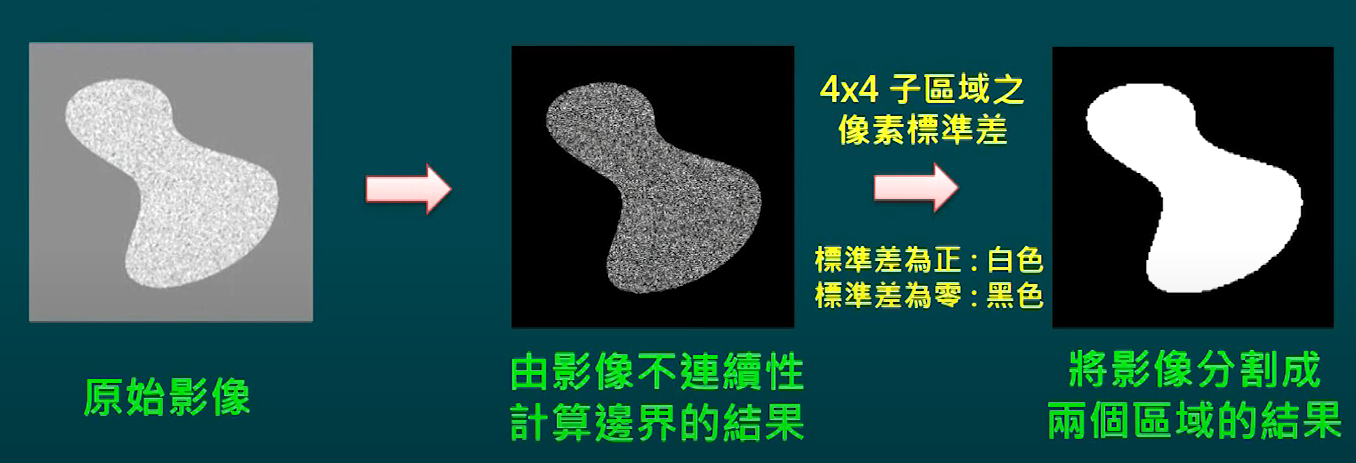 原始影像
由影像不連續性
計算邊界的結果
4x4 子區域之
像素標準差
標準差為正 : 白色
標準差為零 : 黑色
將影像分割成
兩個區域的結果